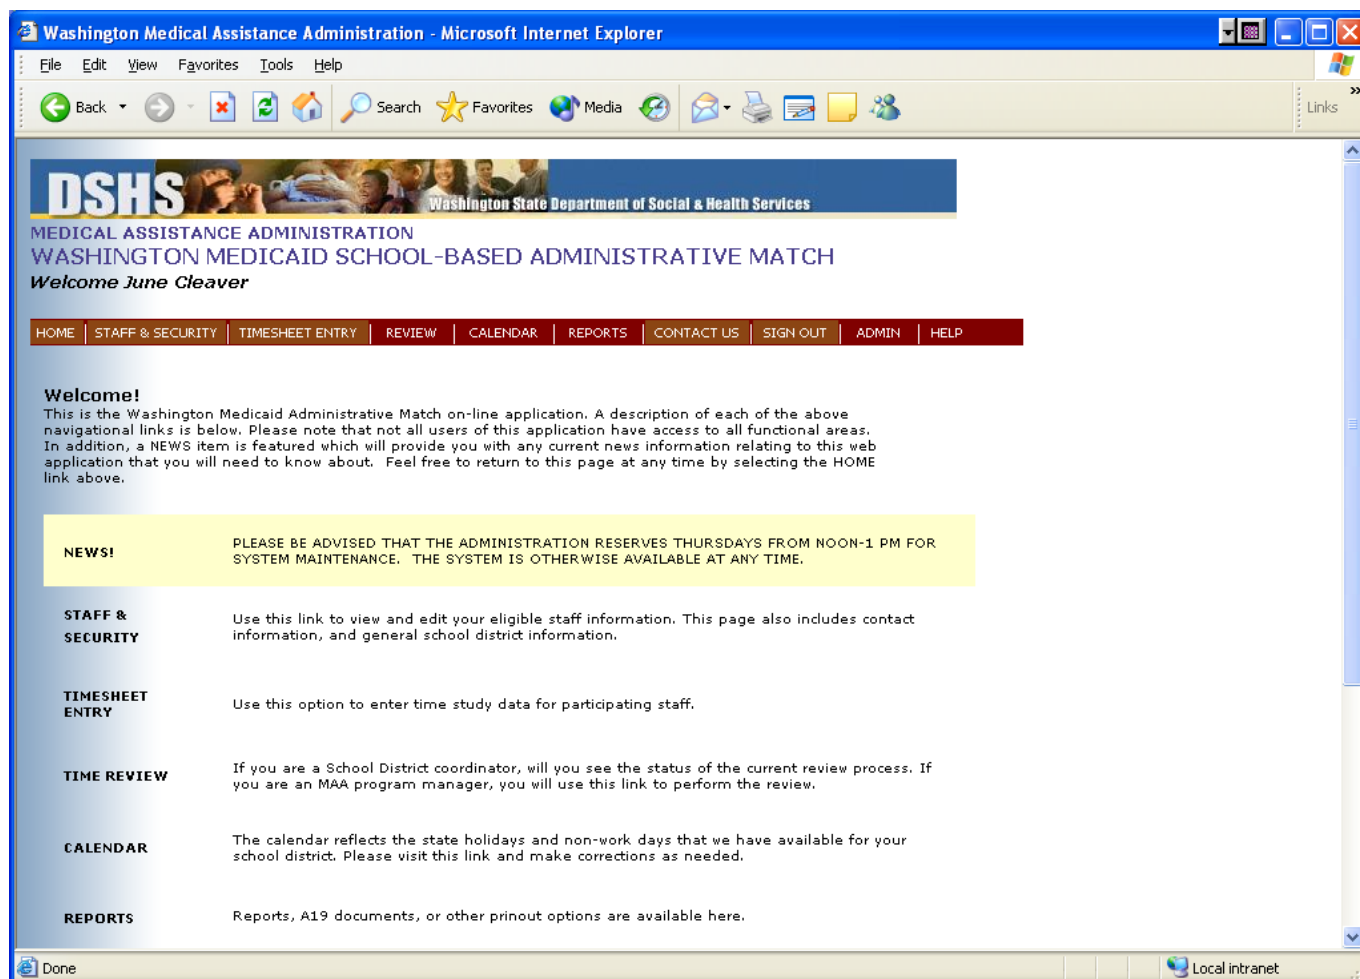 Washington Medical Assistance Administration - Microsoft Internet Explorer
File Edit View Favorites Tools Help
Back Search Favorites Media Links
DSHS
Washington State Department of Social & Health Services
MEDICAL ASSISTANCE ADMINISTRATION
WASHINGTON MEDICAID SCHOOL-BASED ADMINISTRATIVE MATCH
Welcome June Cleaver
HOME STAFF & SECURITY TIMESHEET ENTRY REVIEW CALENDAR REPORTS CONTACT US SIGN OUT ADMIN HELP
Welcome!
This is the Washington Medicaid Administrative Match on-line application. A description of each of the above
navigational links is below. Please note that not all users of this application have access to all functional areas.
In addition, a NEWS item is featured which will provide you with any current news information relating to this web
application that you will need to know about. Feel free to return to this page at any time by selecting the HOME
link above.
NEWS!
PLEASE BE ADVISED THAT THE ADMINISTRATION RESERVES THURSDAYS FROM NOON-1 PM FOR
SYSTEM MAINTENANCE. THE SYSTEM IS OTHERWISE AVAILABLE AT ANY TIME.
STAFF &
SECURITY
Use this link to view and edit your eligible staff information. This page also includes contact
information, and general school district information.
TIMESHEET
ENTRY
Use this option to enter time study data for participating staff.
TIME REVIEW
If you are a School District coordinator, will you see the status of the current review process. If
you are an MAA program manager, you will use this link to perform the review.
CALENDAR
The calendar reflects the state holidays and non-work days that we have available for your
school district. Please visit this link and make corrections as needed.
REPORTS
Reports, A19 documents, or other prinout options are available here.
Done Local intranet